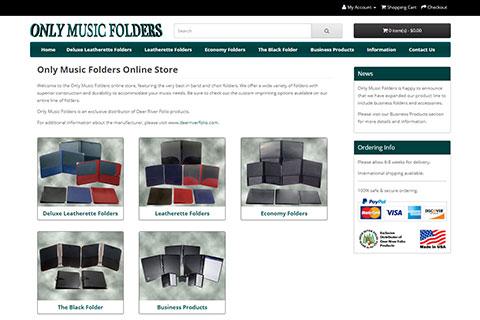 My Account Shopping Cart Checkout
ONLY MUSIC FOLDERS
Search
0 item(s) - $0.00
Home Deluxe Leatherette Folders Leatherette Folders Economy Folders The Black Folder Business Products Information Contact Us
Only Music Folders Online Store
Welcome to the Only Music Folders online store, featuring the very best in band and choir folders. We offer a wide variety of folders with
superior construction and durability to accommodate your music needs. Be sure to check out the custom imprinting options available on our
entire line of folders.
Only Music Folders is an exclusive distributor of Deer River Folio products.
For additional information about the manufacturer, please visit www.deerriverfolio.com.
Deluxe Leatherette Folders
Leatherette Folders
Economy Folders
The Black Folder
Business Products
News
Only Music Folders is happy to announce
that we have expanded our product line to
include business folders and accessories.
Please visit our Business Products section
for more details and information.
Ordering Info
Please allow 6-8 weeks for delivery.
International shipping available.
100% safe & secure ordering.
PayPal
MasterCard VISA DISCOVER
Exclusive
Distributor of
Deer River Folio
Products
Made in USA